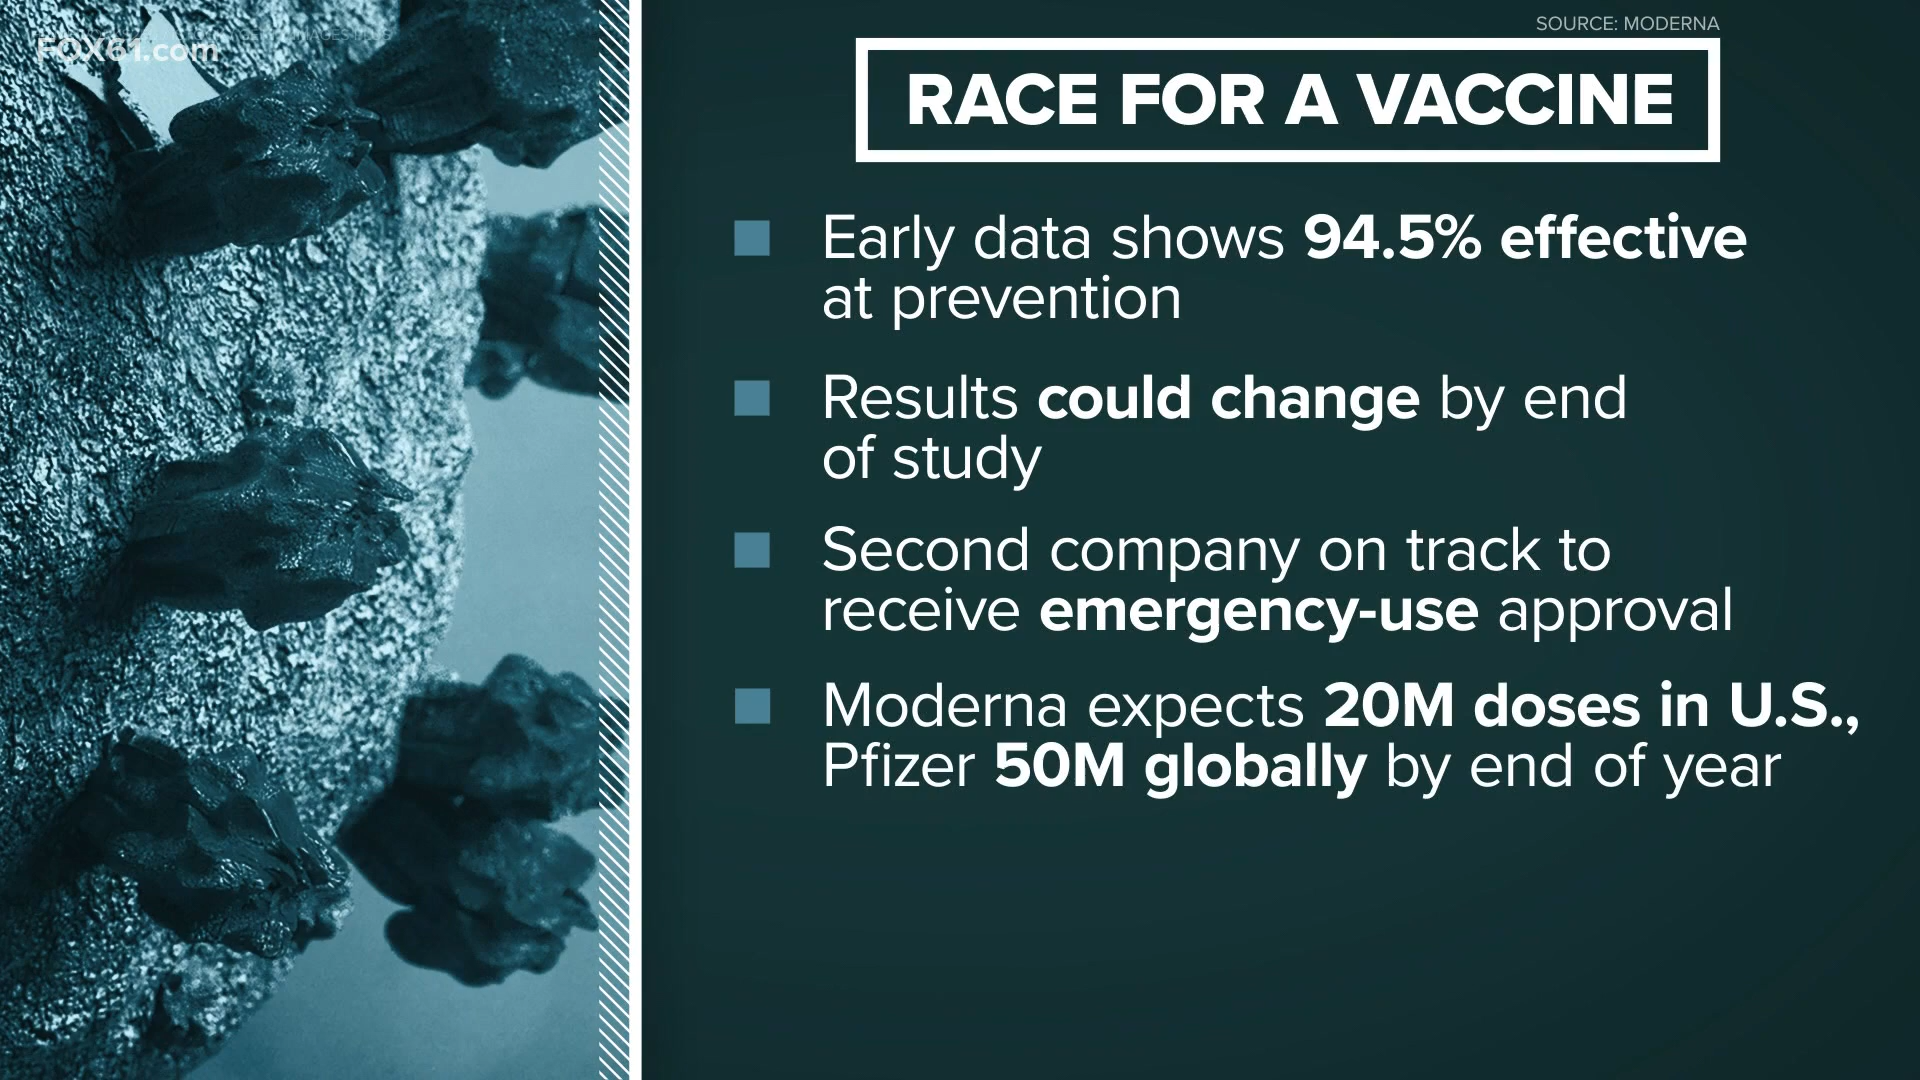 FOX61.com
SOURCE: MODERNA
RACE FOR A VACCINE
Early data shows 94.5% effective
at prevention
Results could change by end
of study
Second company on track to
receive emergency-use approval
Moderna expects 20M doses in U.S.,
Pfizer 50M globally by end of year